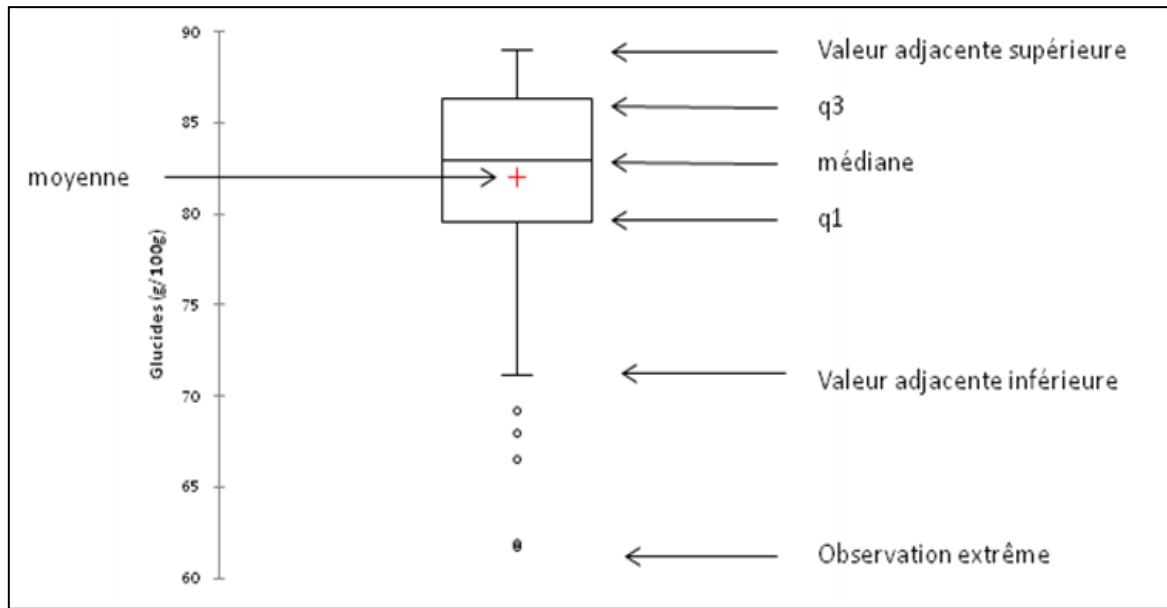 90
Valeur adjacente supérieure
q3
85
médiane
moyenne
80
q1
Glucides (g/100g)
75
Valeur adjacente inférieure
70
65
Observation extrême
60